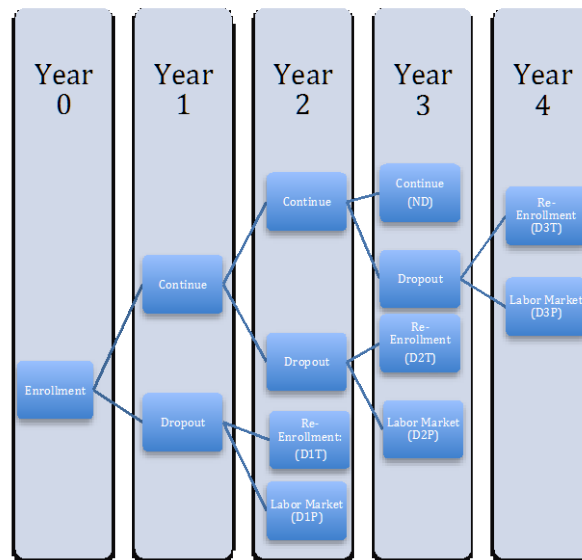 Year
0
Year
1
Year
2
Year
3
Year
4
Enrollment
Continue
Dropout
Continue
Dropout
Re-
Enrollment:
(D1T)
Labor Market
(D1P)
Continue
(ND)
Dropout
Re-
Enrollment
(D2T)
Labor Market
(D2P)
Re-
Enrollment
(D3T)
Labor Market
(D3P)